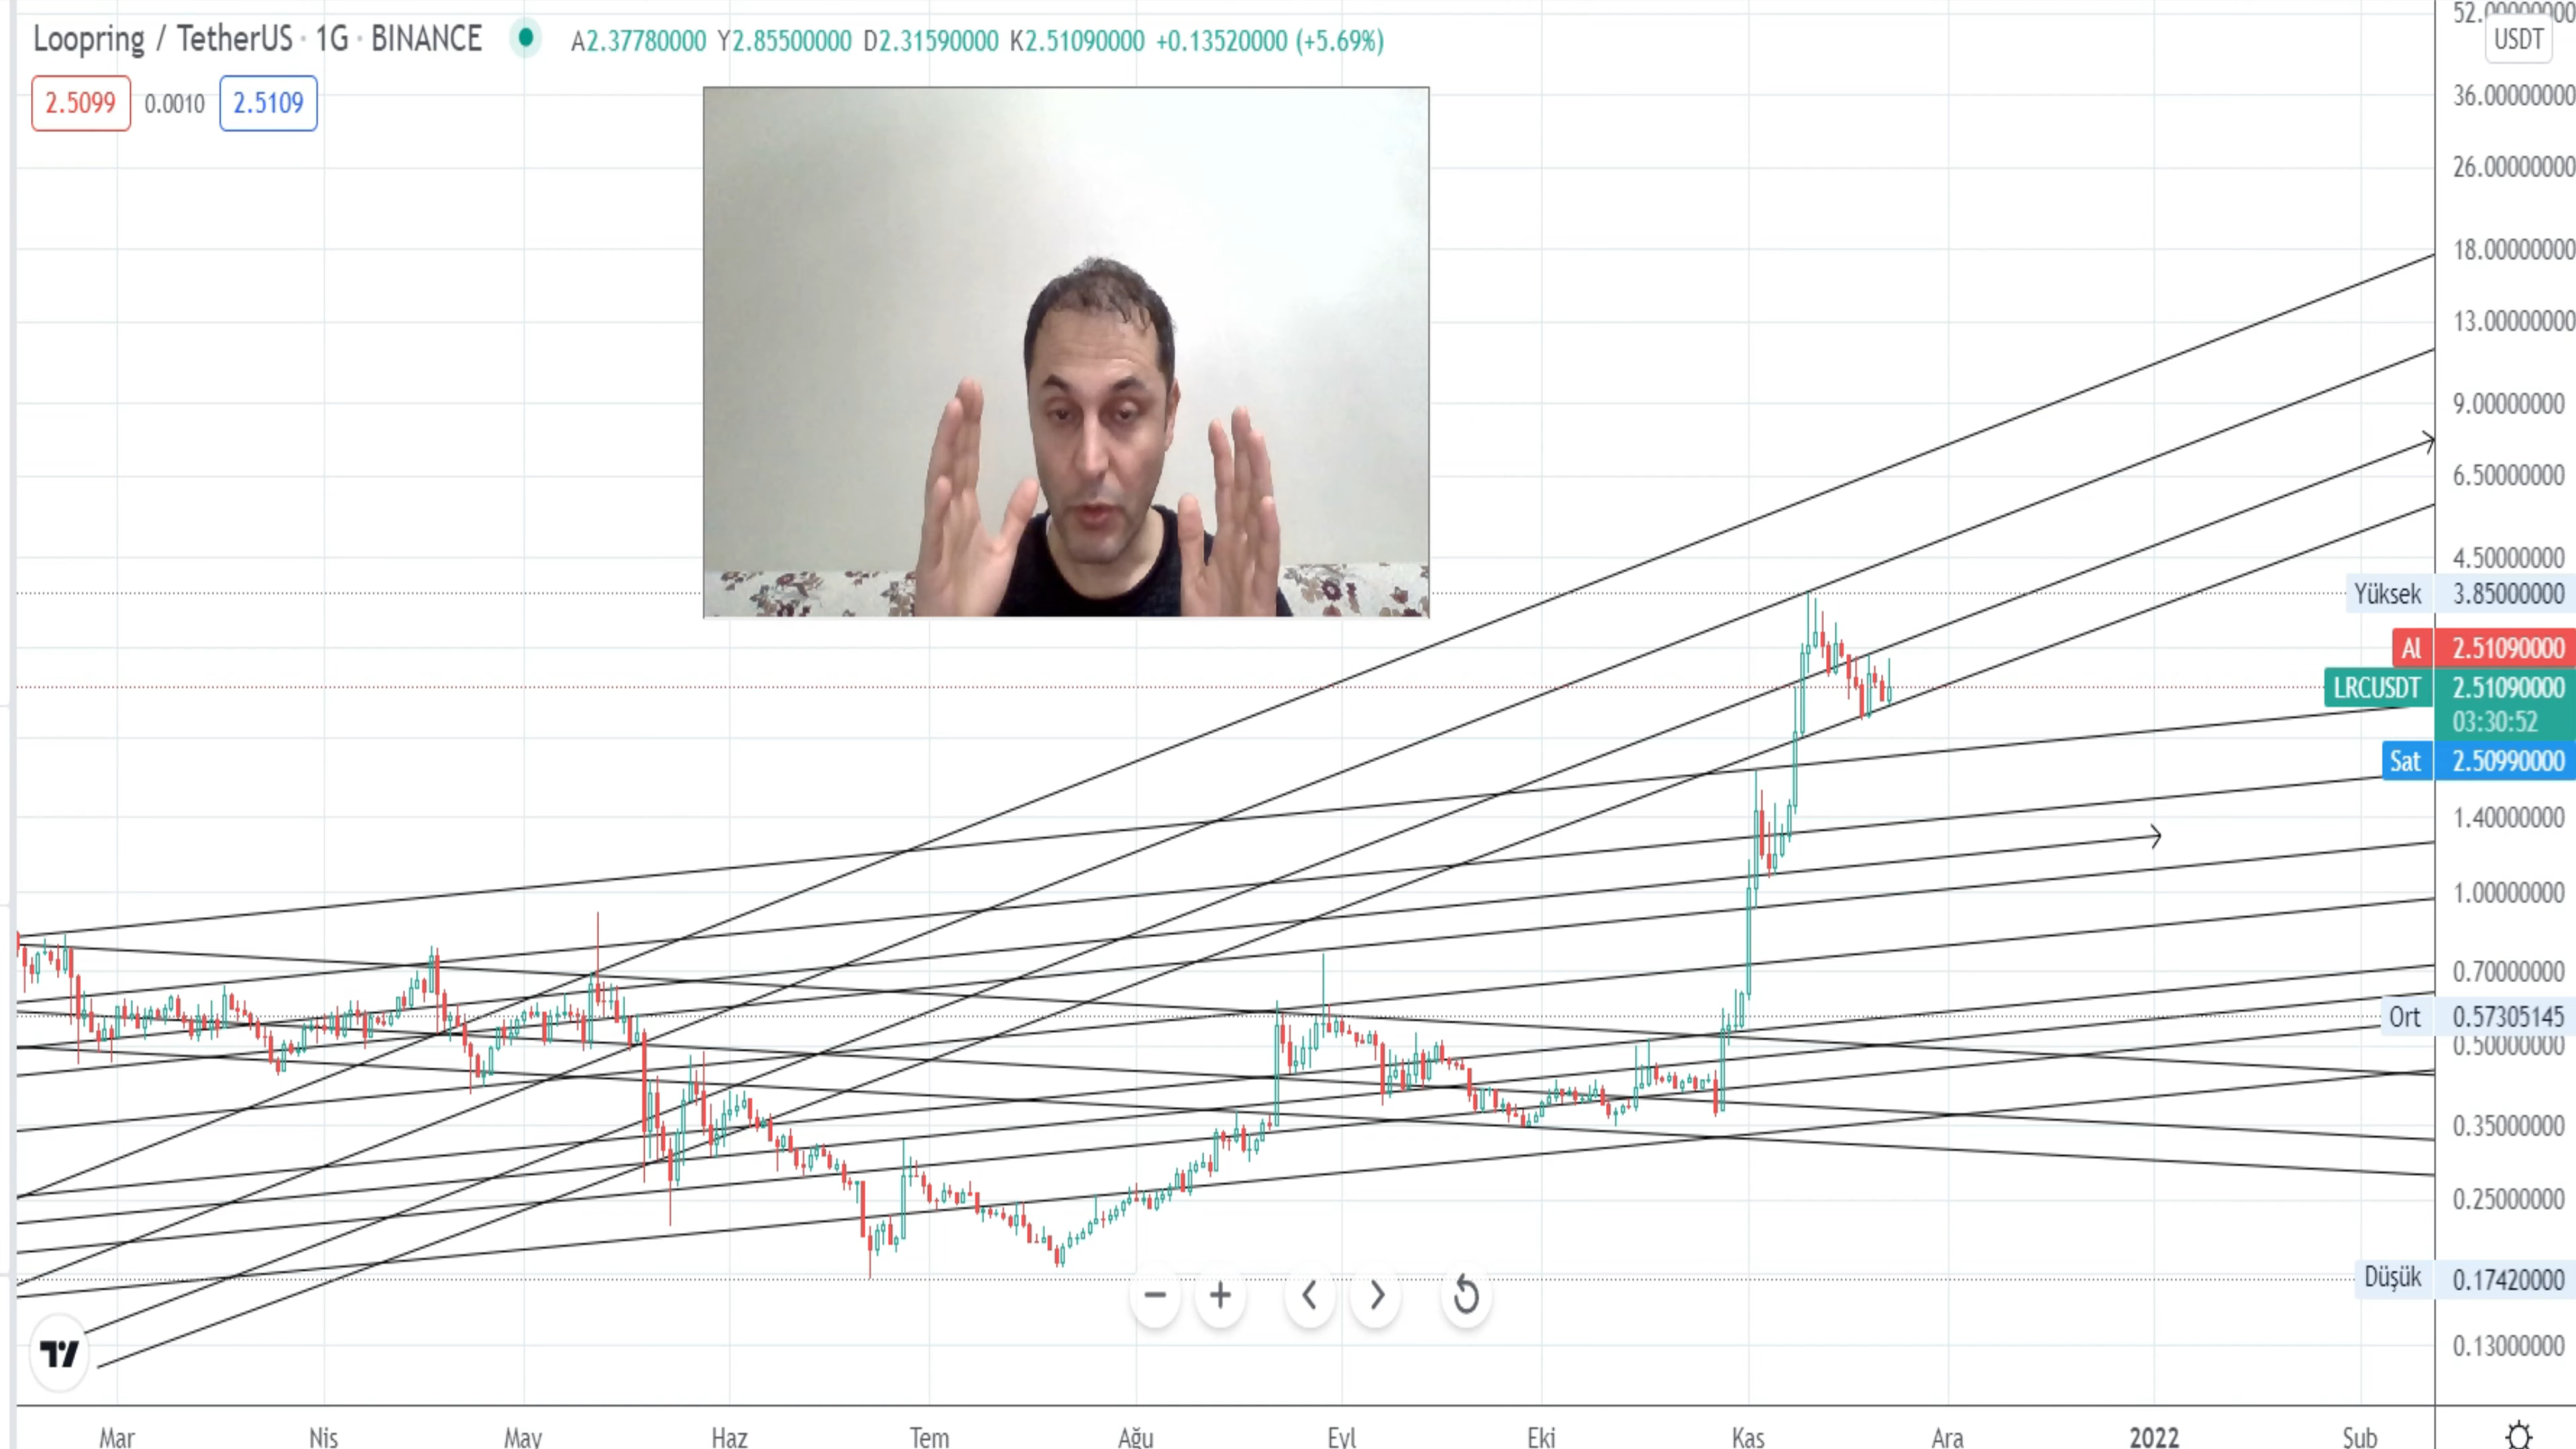 Loopring / TetherUS · 1G · BINANCE A2.37780000 Y2.85500000 D2.31590000 K2.51090000 +0.13520000 (+5.69%)
2.5099 0.0010 2.5109
52.00000000
USDT
36.00000000
26.00000000
18.00000000
13.00000000
9.00000000
6.50000000
4.50000000
Yüksek 3.85000000
Al 2.51090000
LRCUSDT 2.51090000
03:30:52
Sat 2.50990000
1.40000000
1.00000000
0.70000000
Ort 0.57305145
0.50000000
0.35000000
0.25000000
Düşük 0.17420000
0.13000000
Mar Nis May Haz Tem Ağu Eyl Eki Kas Ara 2022 Şub